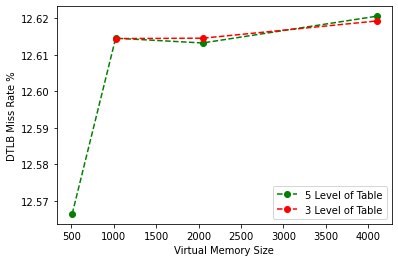 12.62
12.61
12.60
12.59
12.58
12.57
DTLB Miss Rate %
5 Level of Table
3 Level of Table
500 1000 1500 2000 2500 3000 3500 4000
Virtual Memory Size